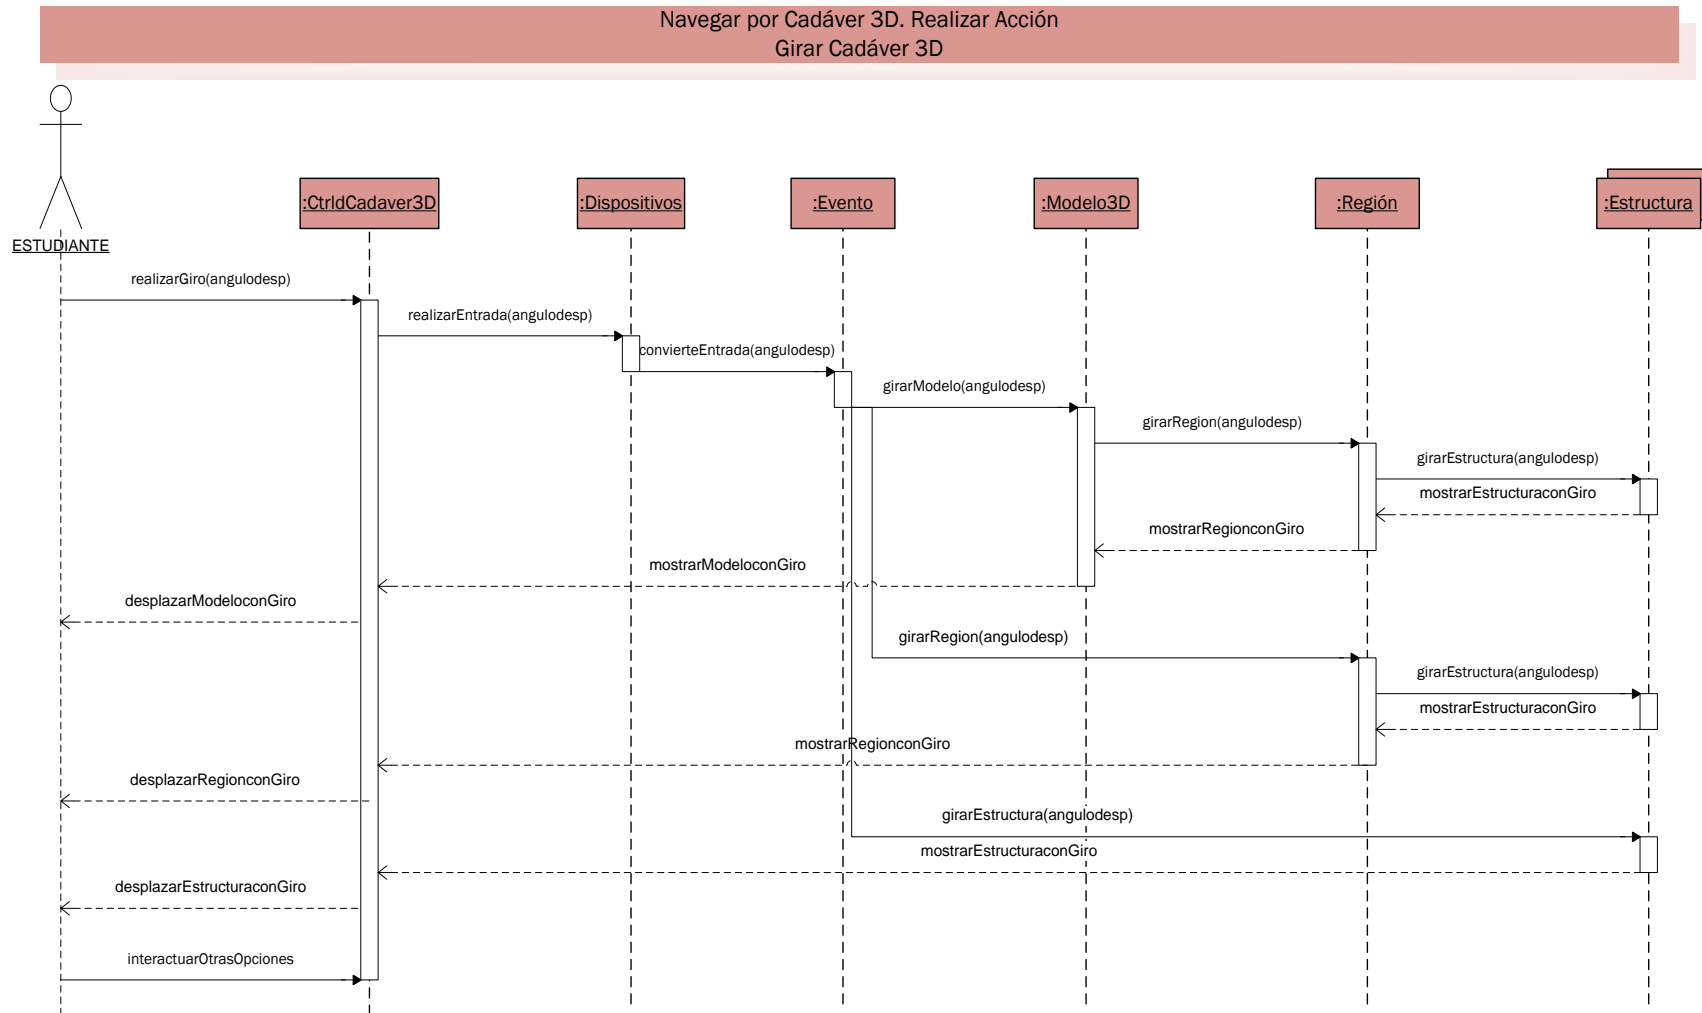 Navegar por Cadáver 3D. Realizar Acción
Girar Cadáver 3D
:CtrldCadaver3D
:Dispositivos
:Evento
:Modelo3D
:Región
:Estructura
ESTUDIANTE
realizarGiro(angulodesp)
realizarEntrada(angulodesp)
convierteEntrada(angulodesp)
girarModelo(angulodesp)
girarRegion(angulodesp)
girarEstructura(angulodesp)
mostrarEstructuraconGiro
mostrarRegionconGiro
mostrarModeloconGiro
desplazarModeloconGiro
girarRegion(angulodesp)
girarEstructura(angulodesp)
mostrarEstructuraconGiro
mostrarRegionconGiro
desplazarRegionconGiro
girarEstructura(angulodesp)
mostrarEstructuraconGiro
desplazarEstructuraconGiro
interactuarOtrasOpciones